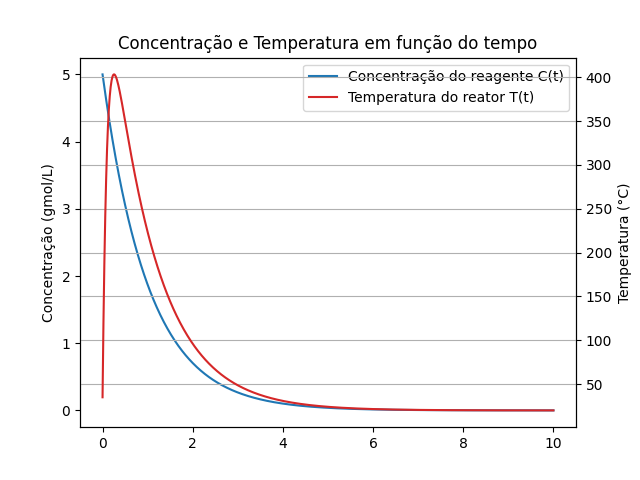 Concentração e Temperatura em função do tempo
Concentração do reagente C(t)
Temperatura do reator T(t)
Concentração (gmol/L)
5
4
3
2
1
0
0 2 4 6 8 10
400
350
300
250
200
150
100
50
Temperatura (°C)